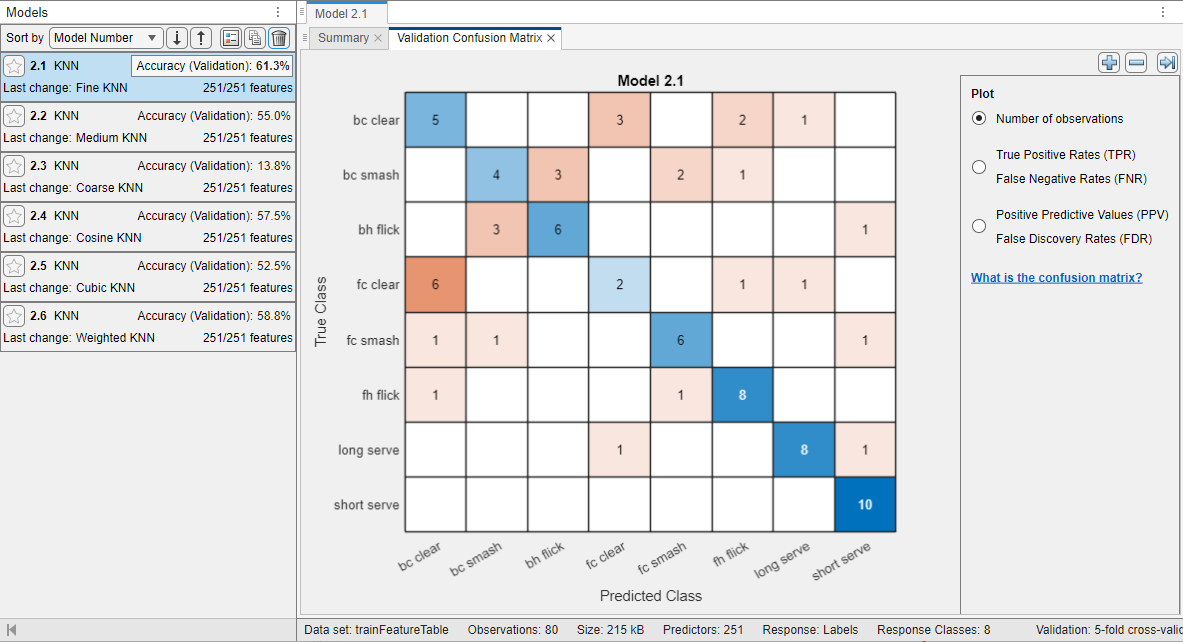 Models
Sort by Model Number
2.1 KNN Accuracy (Validation): 61.3%
Last change: Fine KNN 251/251 features
2.2 KNN Accuracy (Validation): 55.0%
Last change: Medium KNN 251/251 features
2.3 KNN Accuracy (Validation): 13.8%
Last change: Coarse KNN 251/251 features
2.4 KNN Accuracy (Validation): 57.5%
Last change: Cosine KNN 251/251 features
2.5 KNN Accuracy (Validation): 52.5%
Last change: Cubic KNN 251/251 features
2.6 KNN Accuracy (Validation): 58.8%
Last change: Weighted KNN 251/251 features
Model 2.1
Summary Validation Confusion Matrix
Model 2.1
True Class
bc clear 5 3 2 1
bc smash 4 3 2 1
bh flick 3 6 1
fc clear 6 2 1 1
fc smash 1 1 6 1
fh flick 1 1 8
long serve 1 8 1
short serve 10
bc clear bc smash bh flick fc clear fc smash fh flick long serve short serve
Predicted Class
Plot
Number of observations
True Positive Rates (TPR)
False Negative Rates (FNR)
Positive Predictive Values (PPV)
False Discovery Rates (FDR)
What is the confusion matrix?
Data set: trainFeatureTable Observations: 80 Size: 215 kB Predictors: 251 Response: Labels Response Classes: 8 Validation: 5-fold cross-valid